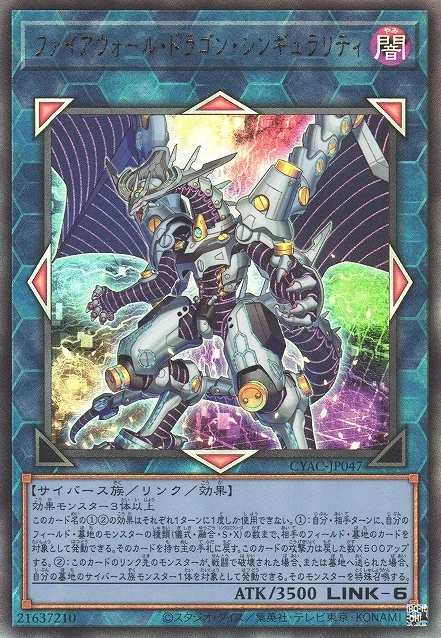 ファイアウォール・ドラゴン・シンギュラリティ
闇
やみ
CYAC-JP047
【サイバース族／リンク／効果】
効果モンスター3体以上
このカード名の①②の効果はそれぞれ1ターンに1度しか使用できない。①：自分・相手ターンに、自分の
フィールド・墓地のモンスターの種類(儀式・融合・S・X)の数まで、相手のフィールド・墓地のカードを
対象として発動できる。そのカードを持ち主の手札に戻す。このカードの攻撃力は戻した数×500アップ
する。②：このカードのリンク先のモンスターが、戦闘で破壊された場合、または墓地へ送られた場合、
自分の墓地のサイバース族モンスター1体を対象として発動できる。そのモンスターを特殊召喚する。
ATK/3500 LINK-6
21637210
©スタジオ・ダイス/集英社・テレビ東京・KONAMI